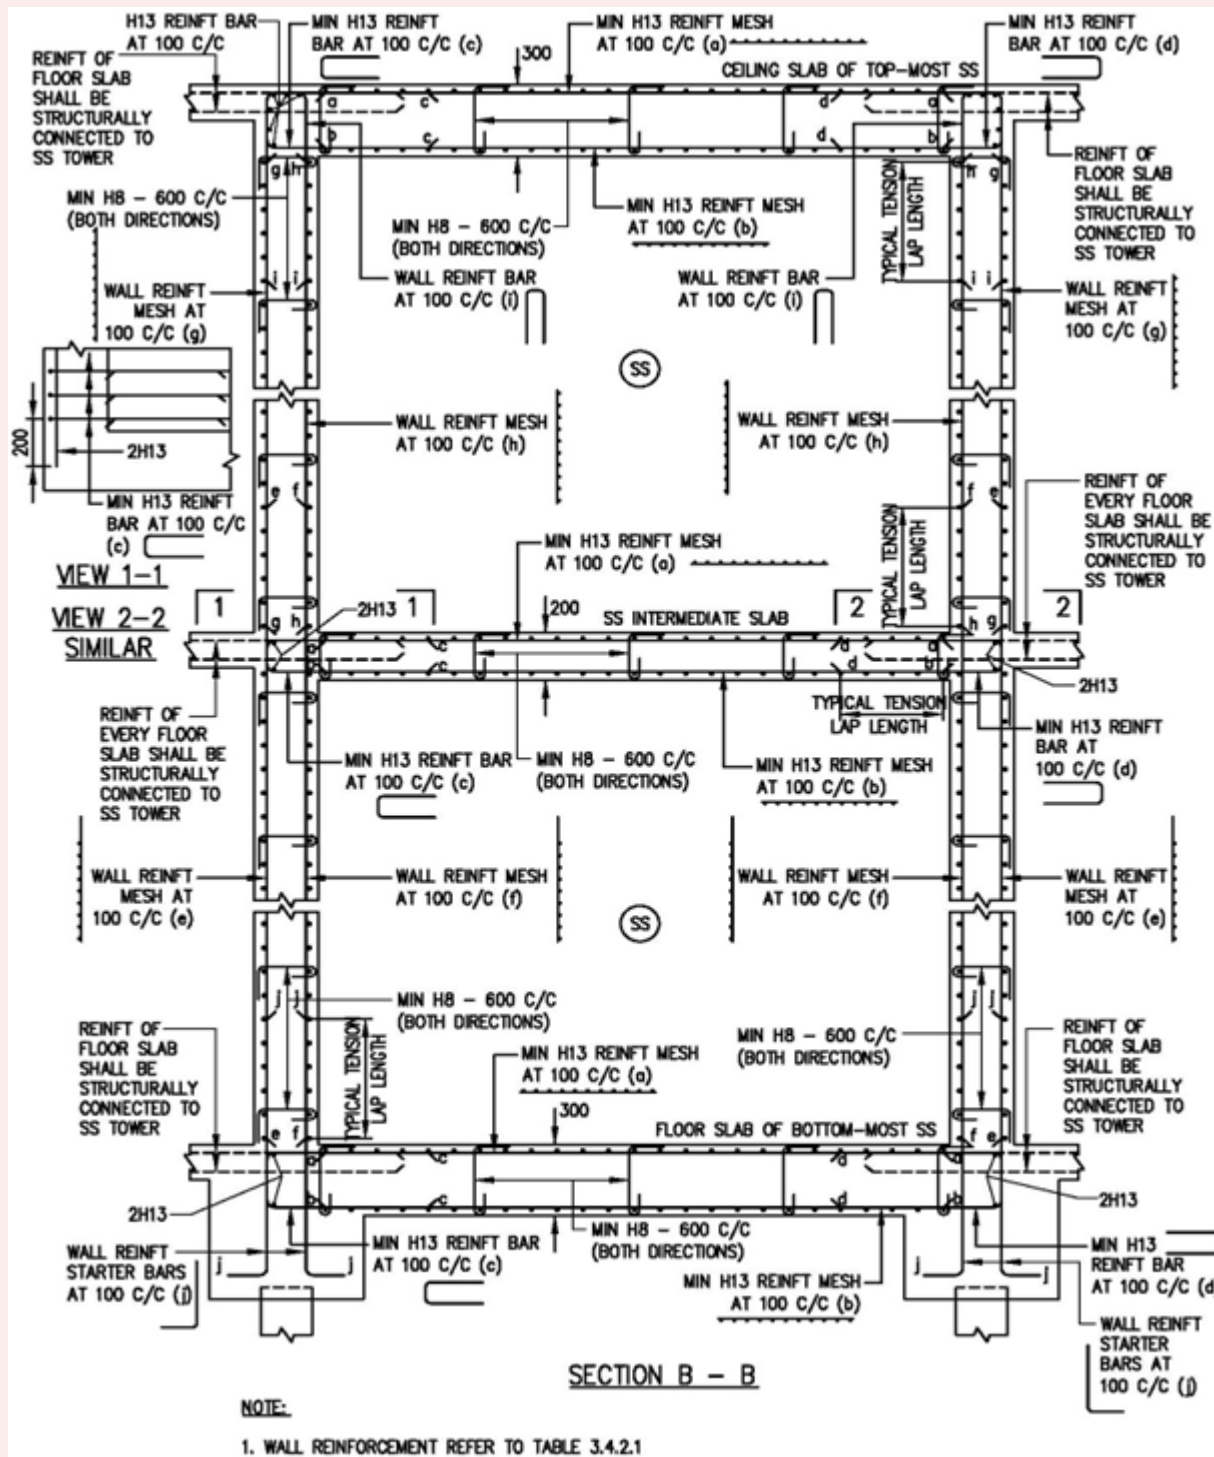 H13 REINFT BAR
AT 100 C/C
MIN H13 REINFT
BAR AT 100 C/C (c)
300
MIN H13 REINFT MESH
AT 100 C/C (a)
MIN H13 REINFT
BAR AT 100 C/C (d)
REINFT OF
FLOOR SLAB
SHALL BE
STRUCTURALLY
CONNECTED TO
SS TOWER
CEILING SLAB OF TOP-MOST SS
a
c
d
a
b
c
d
b
g h
h g
MIN H8 - 600 C/C
(BOTH DIRECTIONS)
MIN H8 - 600 C/C
(BOTH DIRECTIONS)
MIN H13 REINFT MESH
AT 100 C/C (b)
TYPICAL TENSION
LAP LENGTH
REINFT OF
FLOOR SLAB
SHALL BE
STRUCTURALLY
CONNECTED TO
SS TOWER
i i
i i
WALL REINFT
MESH AT
100 C/C (g)
WALL REINFT BAR
AT 100 C/C (i)
WALL REINFT BAR
AT 100 C/C (i)
WALL REINFT
MESH AT
100 C/C (g)
SS
200
2H13
WALL REINFT MESH
AT 100 C/C (h)
WALL REINFT MESH
AT 100 C/C (h)
MIN H13 REINFT
BAR AT 100 C/C
(c)
e f
f e
MIN H13 REINFT MESH
AT 100 C/C (a)
TYPICAL TENSION
LAP LENGTH
REINFT OF
EVERY FLOOR
SLAB SHALL BE
STRUCTURALLY
CONNECTED TO
SS TOWER
VIEW 1-1
VIEW 2-2
SIMILAR
1
2H13
1
200
SS INTERMEDIATE SLAB
2
2
g h
h g
c
d
a
c
d
b
2H13
TYPICAL TENSION
LAP LENGTH
REINFT OF
EVERY FLOOR
SLAB SHALL BE
STRUCTURALLY
CONNECTED TO
SS TOWER
MIN H13 REINFT BAR
AT 100 C/C (c)
MIN H8 - 600 C/C
(BOTH DIRECTIONS)
MIN H13 REINFT MESH
AT 100 C/C (b)
MIN H13 REINFT
BAR AT
100 C/C (d)
WALL REINFT
MESH AT
100 C/C (e)
WALL REINFT MESH
AT 100 C/C (f)
WALL REINFT MESH
AT 100 C/C (f)
WALL REINFT
MESH AT
100 C/C (e)
SS
j j
j j
MIN H8 - 600 C/C
(BOTH DIRECTIONS)
MIN H8 - 600 C/C
(BOTH DIRECTIONS)
REINFT OF
FLOOR SLAB
SHALL BE
STRUCTURALLY
CONNECTED TO
SS TOWER
TYPICAL TENSION
LAP LENGTH
MIN H13 REINFT MESH
AT 100 C/C (a)
REINFT OF
FLOOR SLAB
SHALL BE
STRUCTURALLY
CONNECTED TO
SS TOWER
300
FLOOR SLAB OF BOTTOM-MOST SS
e f
f e
c
d
c
d
b
2H13
2H13
MIN H8 - 600 C/C
(BOTH DIRECTIONS)
WALL REINFT
STARTER BARS
AT 100 C/C (j)
j
j
MIN H13 REINFT BAR
AT 100 C/C (c)
MIN H13 REINFT MESH
AT 100 C/C (b)
j
j
MIN H13
REINFT BAR
AT 100 C/C (d
WALL REINFT
STARTER
BARS AT
100 C/C (j)
SECTION B - B
NOTE:
1. WALL REINFORCEMENT REFER TO TABLE 3.4.2.1